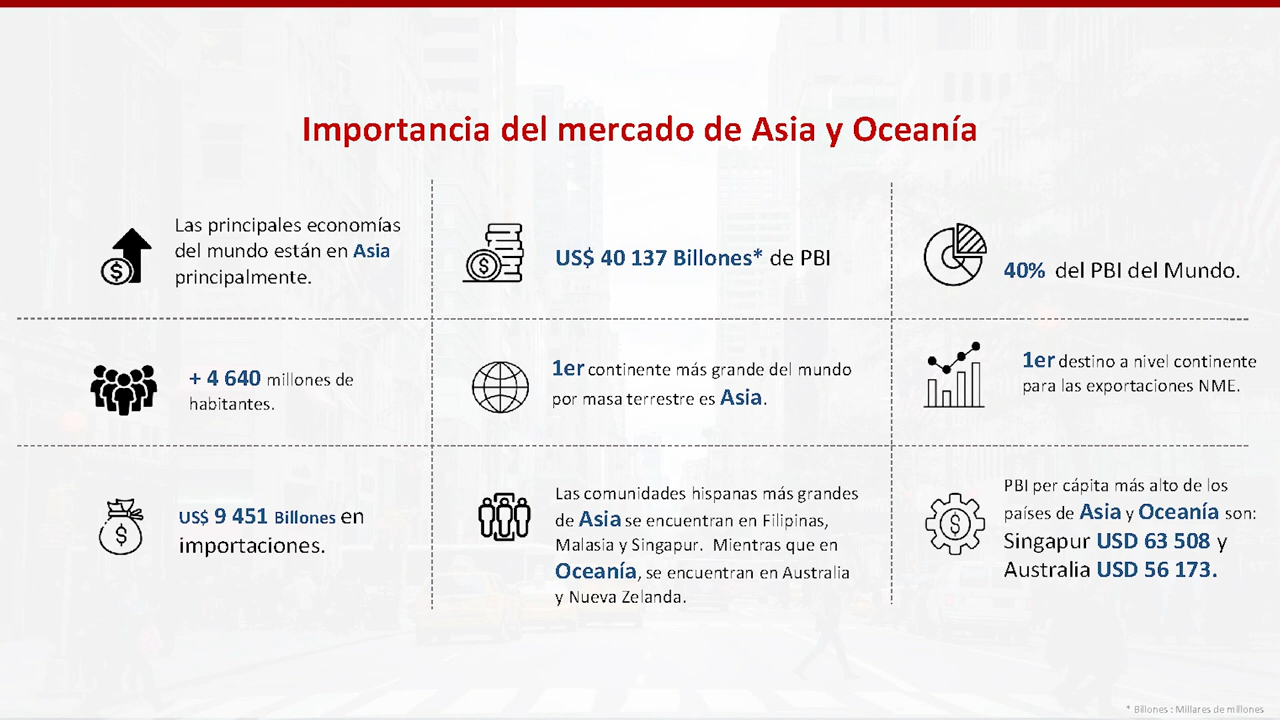 Importancia del mercado de Asia y Oceanía
Las principales economías
del mundo están en Asia
principalmente.
US$ 40 137 Billones* de PBI
40% del PBI del Mundo.
+ 4 640 millones de
habitantes.
1er continente más grande del mundo
por masa terrestre es Asia.
1er destino a nivel continente
para las exportaciones NME.
US$ 9 451 Billones en
importaciones.
Las comunidades hispanas más grandes
de Asia se encuentran en Filipinas,
Malasia y Singapur. Mientras que en
Oceanía, se encuentran en Australia
y Nueva Zelanda.
PBI per cápita más alto de los
países de Asia y Oceanía son:
Singapur USD 63 508 y
Australia USD 56 173.
* Billones : Millares de millones